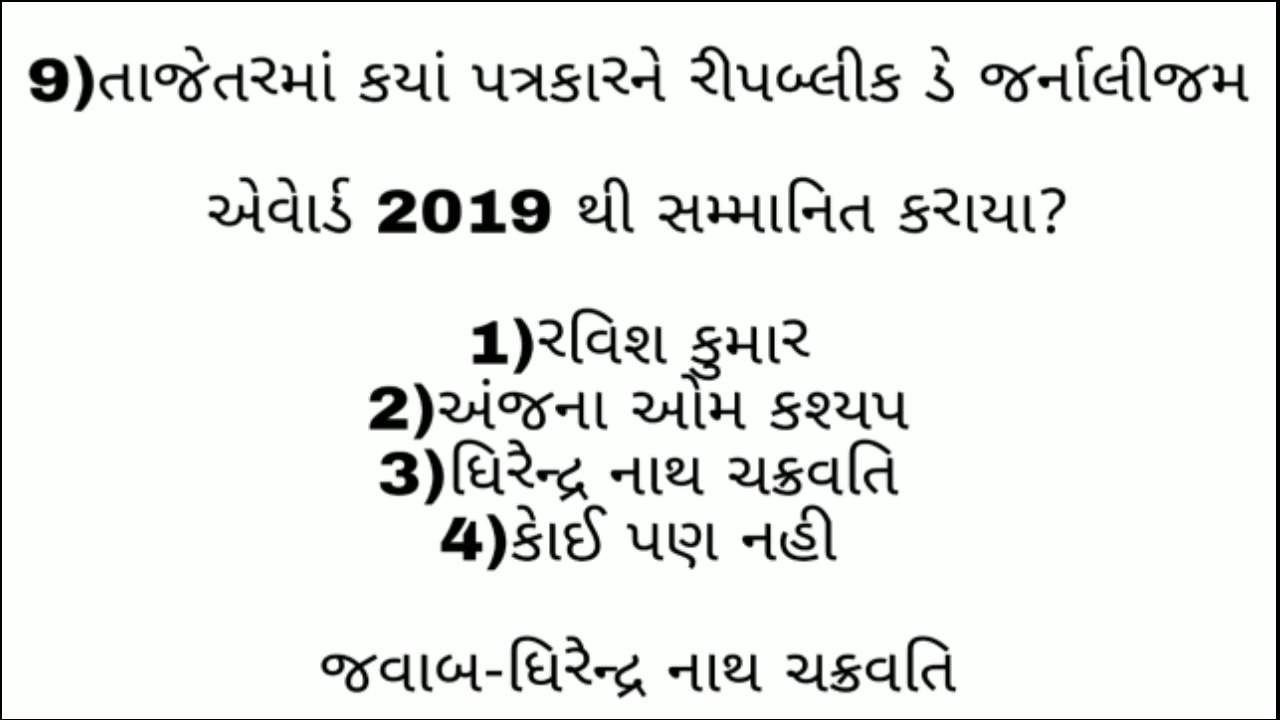 9)તાજેતરમાં કયાં પત્રકારને રીપબ્લીક ડે જર્નાલીજમ
એવોર્ડ 2019 થી સમ્માનિત કરાયા?
1)રવિશ કુમાર
2)અંજના ઓમ કશ્યપ
3)ધિરેન્દ્ર નાથ ચક્રવતિ
4)કોઈ પણ નહી
જવાબ-ધિરેન્દ્ર નાથ ચક્રવતિ